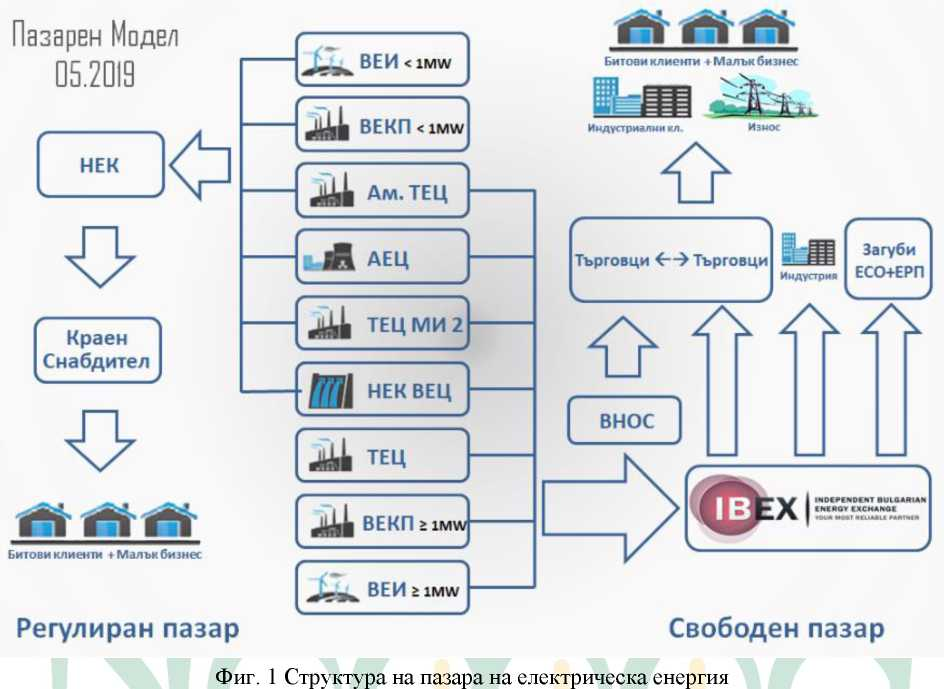 Пазарен Модел
05.2019
НЕК
Краен
Снабдител
Битови клиенти +Малък бизнес
Регулиран пазар
ВЕИ < 1MW
ВЕКП < 1MW
Ам. ТЕЦ
АЕЦ
ТЕЦ МИ 2
НЕК ВЕЦ
ТЕЦ
ВЕКП ≥ 1MW
ВЕИ ≥ 1MW
Битови клиенти +Малък бизнес
Индустриални кл.
Износ
Търговци ←→ Търговци
Индустрия
Загуби
ЕСО+ЕРП
ВНОС
IBEX
INDEPENDENT BULGARIAN
ENERGY EXCHANGE
YOUR MOST RELIABLE PARTNER
Свободен пазар
Фиг. 1 Структура на пазара на електрическа енергия